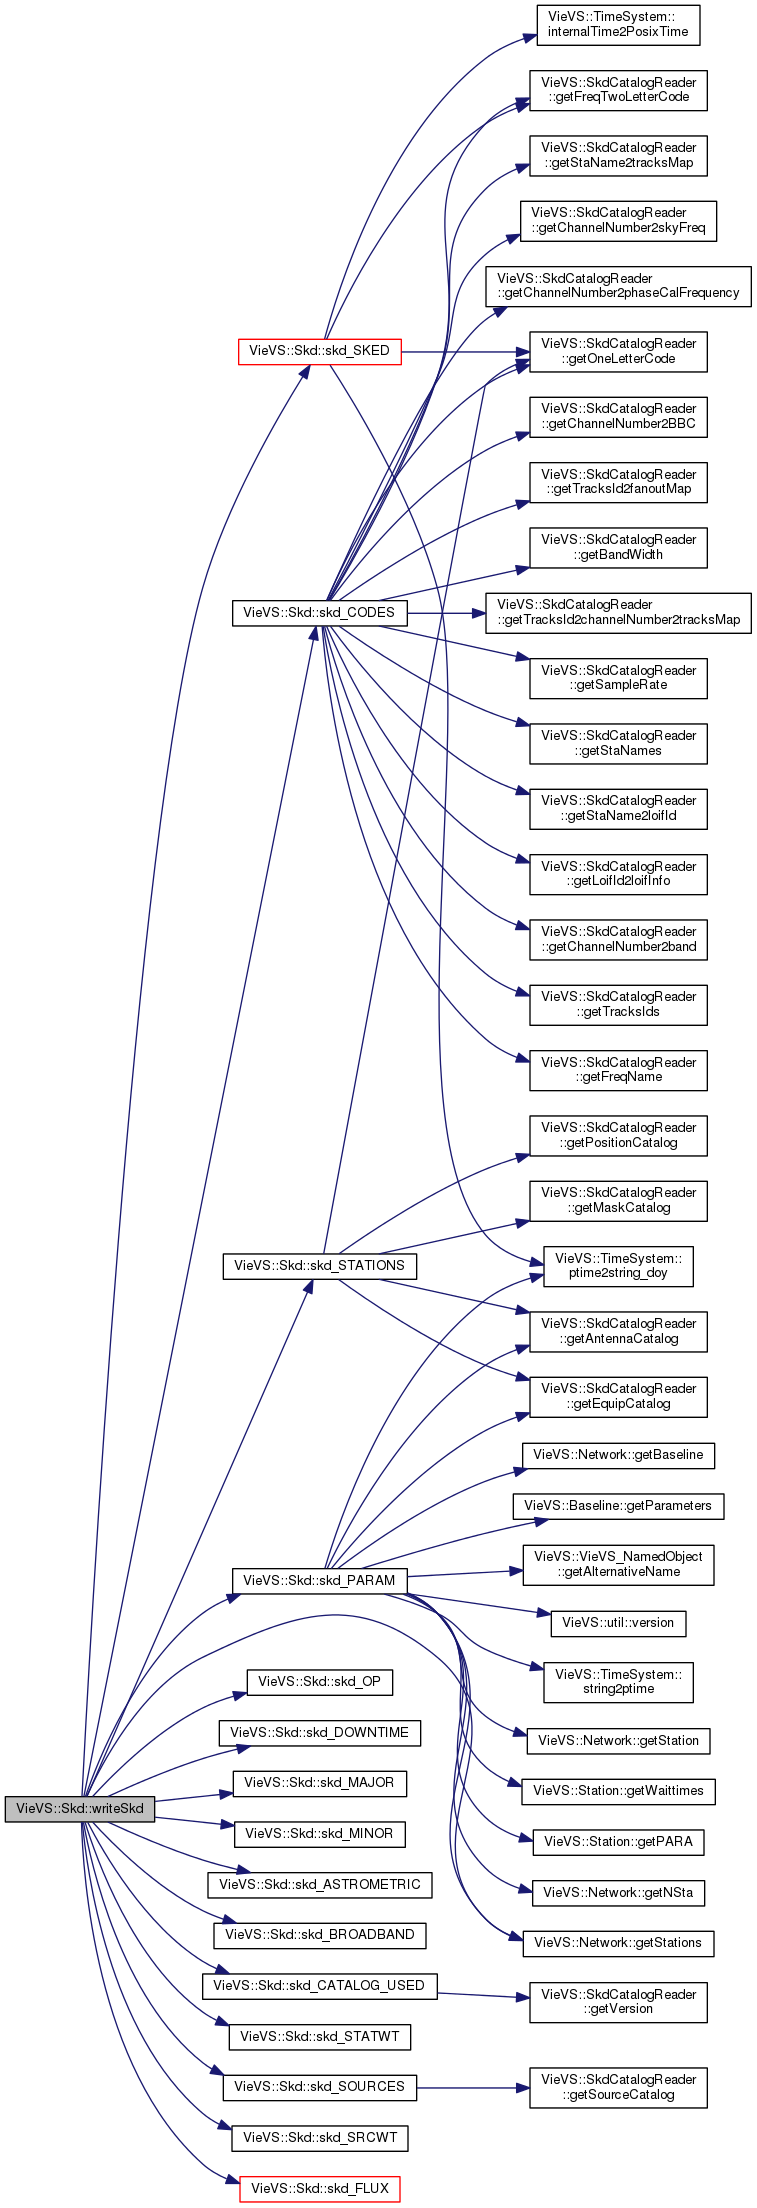 VieVS::TimeSystem::
internalTime2PosixTime
VieVS::SkdCatalogReader
::getFreqTwoLetterCode
VieVS::SkdCatalogReader
::getStaName2tracksMap
VieVS::SkdCatalogReader
::getChannelNumber2skyFreq
VieVS::SkdCatalogReader
::getChannelNumber2phaseCalFrequency
VieVS::Skd::skd_SKED
VieVS::SkdCatalogReader
::getOneLetterCode
VieVS::SkdCatalogReader
::getChannelNumber2BBC
VieVS::SkdCatalogReader
::getTracksId2fanoutMap
VieVS::SkdCatalogReader
::getBandWidth
VieVS::Skd::skd_CODES
VieVS::SkdCatalogReader
::getTracksId2channelNumber2tracksMap
VieVS::SkdCatalogReader
::getSampleRate
VieVS::SkdCatalogReader
::getStaNames
VieVS::SkdCatalogReader
::getStaName2loifId
VieVS::SkdCatalogReader
::getLoifId2loifInfo
VieVS::SkdCatalogReader
::getChannelNumber2band
VieVS::SkdCatalogReader
::getTracksIds
VieVS::SkdCatalogReader
::getFreqName
VieVS::SkdCatalogReader
::getPositionCatalog
VieVS::SkdCatalogReader
::getMaskCatalog
VieVS::Skd::skd_STATIONS
VieVS::TimeSystem::
ptime2string_doy
VieVS::SkdCatalogReader
::getAntennaCatalog
VieVS::SkdCatalogReader
::getEquipCatalog
VieVS::Network::getBaseline
VieVS::Baseline::getParameters
VieVS::Skd::skd_PARAM
VieVS::VieVS_NamedObject
::getAlternativeName
VieVS::util::version
VieVS::Skd::skd_OP
VieVS::TimeSystem::
string2ptime
VieVS::Skd::skd_DOWNTIME
VieVS::Network::getStation
VieVS::Skd::skd_MAJOR
VieVS::Station::getWaittimes
VieVS::Skd::writeSkd
VieVS::Skd::skd_MINOR
VieVS::Station::getPARA
VieVS::Skd::skd_ASTROMETRIC
VieVS::Network::getNSta
VieVS::Skd::skd_BROADBAND
VieVS::Network::getStations
VieVS::Skd::skd_CATALOG_USED
VieVS::SkdCatalogReader
::getVersion
VieVS::Skd::skd_STATWT
VieVS::Skd::skd_SOURCES
VieVS::SkdCatalogReader
::getSourceCatalog
VieVS::Skd::skd_SRCWT
VieVS::Skd::skd_FLUX